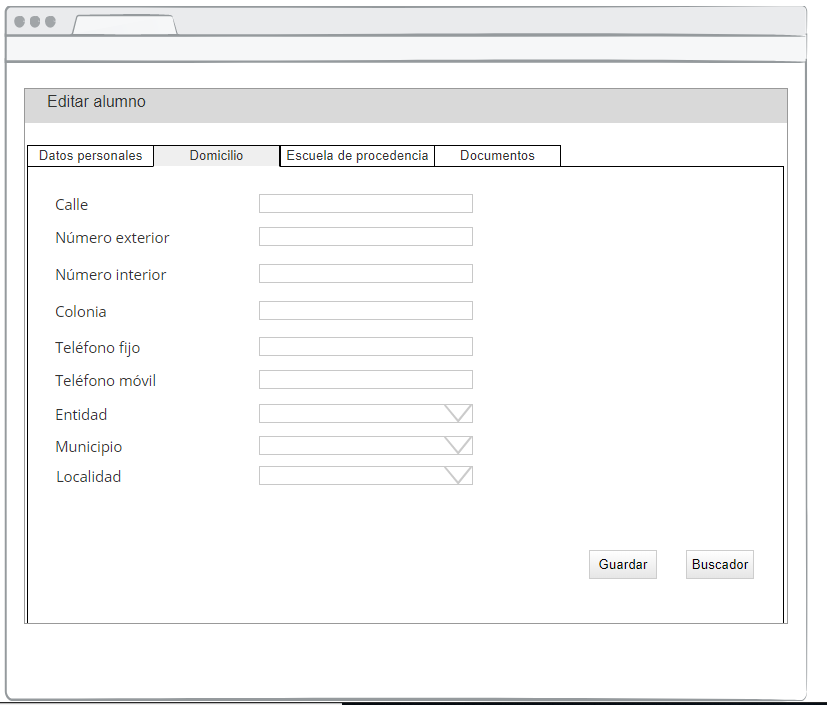 Editar alumno
Datos personales Domicilio Escuela de procedencia Documentos
Calle
Número exterior
Número interior
Colonia
Teléfono fijo
Teléfono móvil
Entidad
Municipio
Localidad
Guardar Buscador